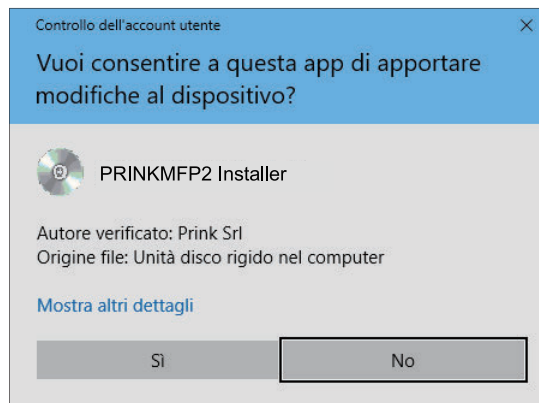 Controllo dell'account utente
Vuoi consentire a questa app di apportare
modifiche al dispositivo?
PRINKMFP2 Installer
Autore verificato: Prink Srl
Origine file: Unità disco rigido nel computer
Mostra altri dettagli
Sì
No